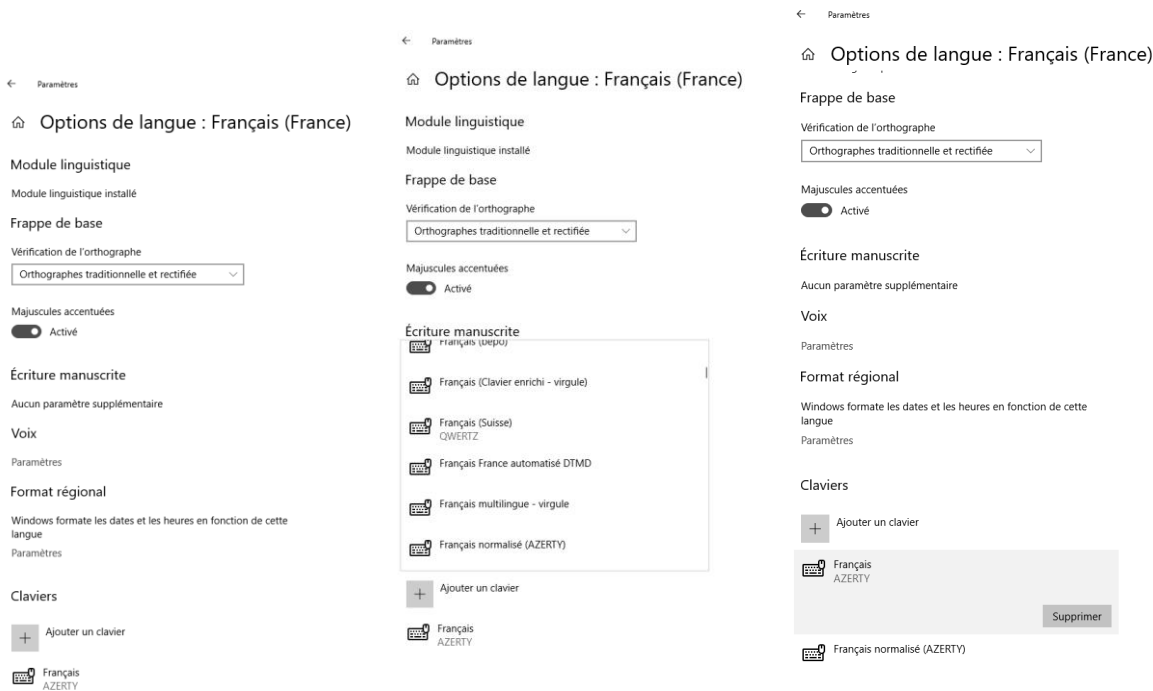 Paramètres
Options de langue : Français (France)
Module linguistique
Module linguistique installé
Frappe de base
Vérification de l'orthographe
Orthographes traditionnelle et rectifiée
Majuscules accentuées
Activé
Écriture manuscrite
Aucun paramètre supplémentaire
Voix
Paramètres
Format régional
Windows formate les dates et les heures en fonction de cette
langue
Paramètres
Claviers
Ajouter un clavier
Français
AZERTY
Paramètres
Options de langue : Français (France)
Module linguistique
Module linguistique installé
Frappe de base
Vérification de l'orthographe
Orthographes traditionnelle et rectifiée
Majuscules accentuées
Activé
Écriture manuscrite
Français (bépo)
Français (Clavier enrichi - virgule)
Français (Suisse)
QWERTZ
Français France automatisé DTMD
Français multilingue - virgule
Français normalisé (AZERTY)
Ajouter un clavier
Français
AZERTY
Paramètres
Options de langue : Français (France)
Frappe de base
Vérification de l'orthographe
Orthographes traditionnelle et rectifiée
Majuscules accentuées
Activé
Écriture manuscrite
Aucun paramètre supplémentaire
Voix
Paramètres
Format régional
Windows formate les dates et les heures en fonction de cette
langue
Paramètres
Claviers
Ajouter un clavier
Français
AZERTY
Supprimer
Français normalisé (AZERTY)